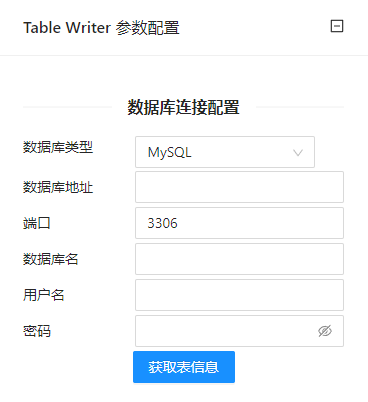 Table Writer 参数配置
数据库连接配置
数据库类型 MySQL
数据库地址
端口 3306
数据库名
用户名
密码
获取表信息